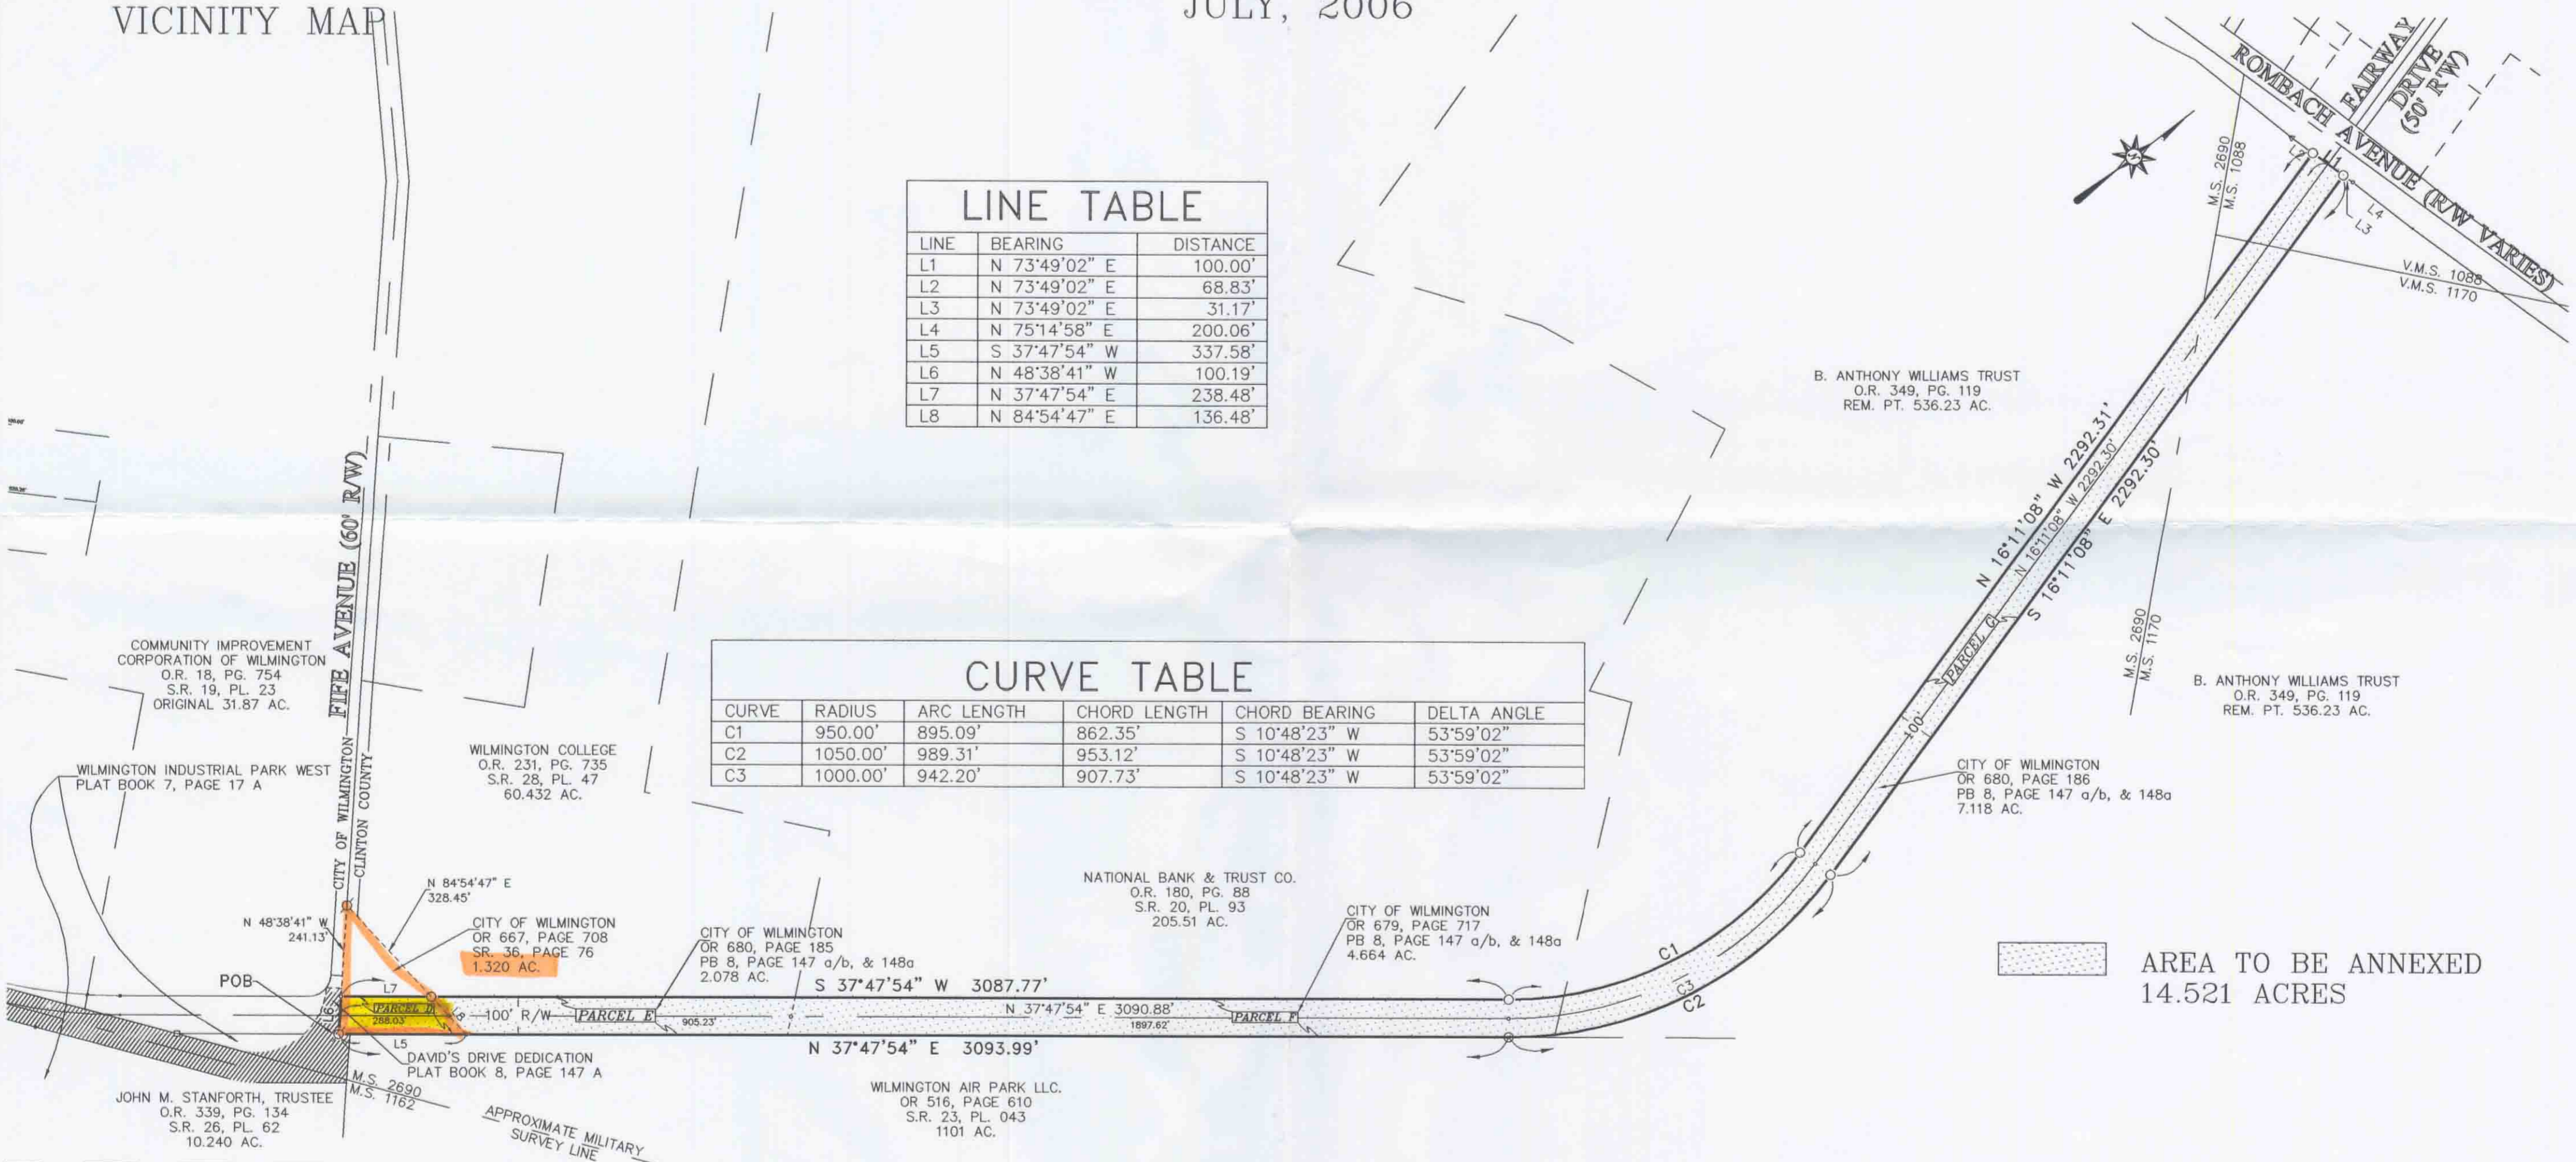 VICINITY MAP
JULY, 2006
FAIRWAY
DRIVE
(50' R'W)
ROMBACH AVENUE (R/W VARIES)
M.S. 2690
M.S. 1088
L2
L1
L4
L3
V.M.S. 1088
V.M.S. 1170
N
LINE TABLE
LINE BEARING DISTANCE
L1 N 73°49'02" E 100.00'
L2 N 73°49'02" E 68.83'
L3 N 73°49'02" E 31.17'
L4 N 75°14'58" E 200.06'
L5 S 37°47'54" W 337.58'
L6 N 48°38'41" W 100.19'
L7 N 37°47'54" E 238.48'
L8 N 84°54'47" E 136.48'
B. ANTHONY WILLIAMS TRUST
O.R. 349, PG. 119
REM. PT. 536.23 AC.
N 16°11'08" W 2292.31'
N 16°11'08" W 2292.30'
S 16°11'08" E 2292.30'
PARCEL G
100'
M.S. 2690
M.S. 1170
B. ANTHONY WILLIAMS TRUST
O.R. 349, PG. 119
REM. PT. 536.23 AC.
CITY OF WILMINGTON
OR 680, PAGE 186
PB 8, PAGE 147 a/b, & 148a
7.118 AC.
FIFE AVENUE (60' R/W)
CITY OF WILMINGTON
CLINTON COUNTY
COMMUNITY IMPROVEMENT
CORPORATION OF WILMINGTON
O.R. 18, PG. 754
S.R. 19, PL. 23
ORIGINAL 31.87 AC.
WILMINGTON INDUSTRIAL PARK WEST
PLAT BOOK 7, PAGE 17 A
WILMINGTON COLLEGE
O.R. 231, PG. 735
S.R. 28, PL. 47
60.432 AC.
CURVE TABLE
CURVE RADIUS ARC LENGTH CHORD LENGTH CHORD BEARING DELTA ANGLE
C1 950.00' 895.09' 862.35' S 10°48'23" W 53°59'02"
C2 1050.00' 989.31' 953.12' S 10°48'23" W 53°59'02"
C3 1000.00' 942.20' 907.73' S 10°48'23" W 53°59'02"
N 84°54'47" E
328.45'
N 48°38'41" W
241.13'
CITY OF WILMINGTON
OR 667, PAGE 708
SR. 36, PAGE 76
1.320 AC.
CITY OF WILMINGTON
OR 680, PAGE 185
PB 8, PAGE 147 a/b, & 148a
2.078 AC.
NATIONAL BANK & TRUST CO.
O.R. 180, PG. 88
S.R. 20, PL. 93
205.51 AC.
CITY OF WILMINGTON
OR 679, PAGE 717
PB 8, PAGE 147 a/b, & 148a
4.664 AC.
POB
L7
L6
PARCEL D
288.03'
L8
L5
100' R/W
PARCEL E
905.23'
S 37°47'54" W 3087.77'
N 37°47'54" E 3090.88'
1897.62'
PARCEL F
N 37°47'54" E 3093.99'
C1
C3
C2
AREA TO BE ANNEXED
14.521 ACRES
DAVID'S DRIVE DEDICATION
PLAT BOOK 8, PAGE 147 A
M.S. 2690
M.S. 1162
JOHN M. STANFORTH, TRUSTEE
O.R. 339, PG. 134
S.R. 26, PL. 62
10.240 AC.
APPROXIMATE MILITARY
SURVEY LINE
WILMINGTON AIR PARK LLC.
OR 516, PAGE 610
S.R. 23, PL. 043
1101 AC.